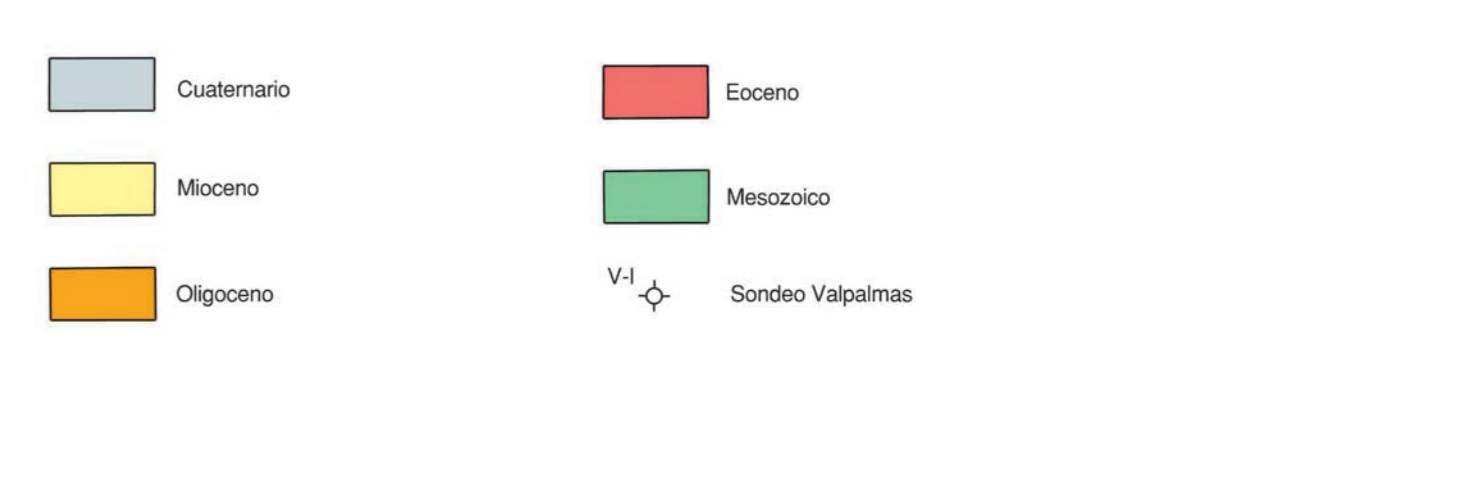 Cuaternario
Mioceno
Oligoceno
Eoceno
Mesozoico
V-I
Sondeo Valpalmas